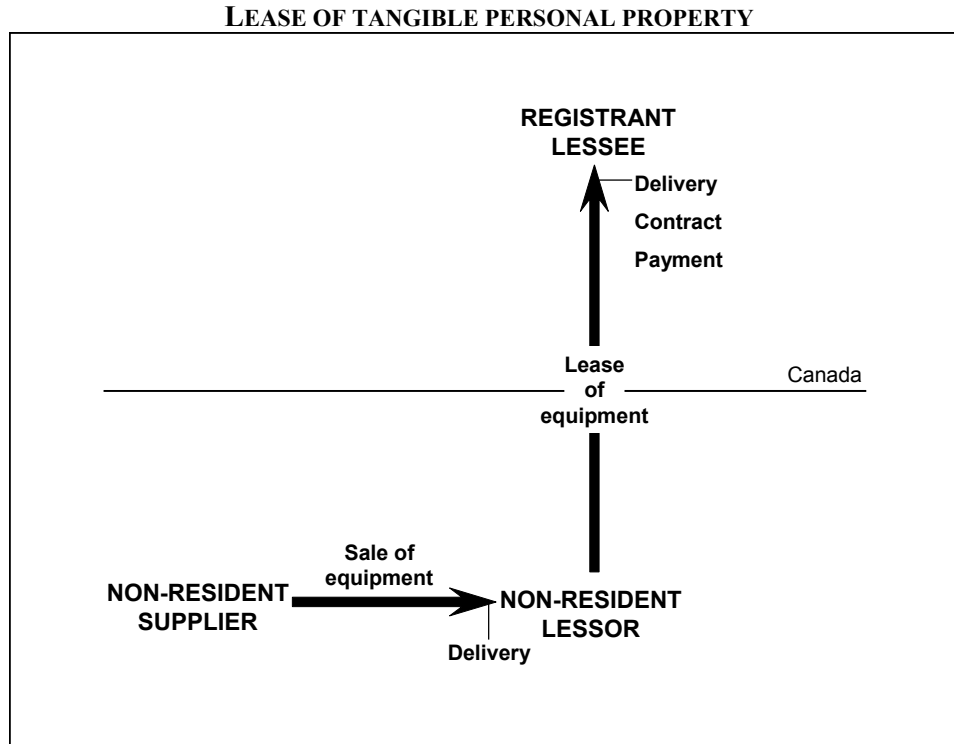 LEASE OF TANGIBLE PERSONAL PROPERTY
REGISTRANT
LESSEE
Delivery
Contract
Payment
Lease
of
equipment
Canada
Sale of
equipment
NON-RESIDENT
SUPPLIER
NON-RESIDENT
LESSOR
Delivery